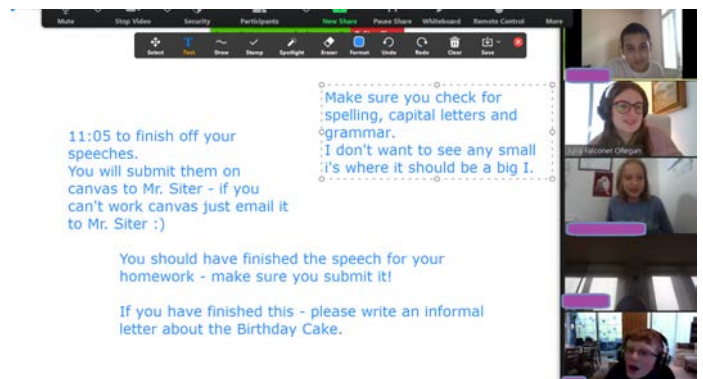 Mute Stop Video Security Participants New Share Pause Share Whiteboard Remote Control More
Select Text Draw Stamp Spotlight Eraser Format Undo Redo Clear Save
Make sure you check for
spelling, capital letters and
grammar.
I don't want to see any small
i's where it should be a big I.
11:05 to finish off your
speeches.
You will submit them on
canvas to Mr. Siter - if you
can't work canvas just email it
to Mr. Siter :)
You should have finished the speech for your
homework - make sure you submit it!
If you have finished this - please write an informal
letter about the Birthday Cake.
Falconer ORegan